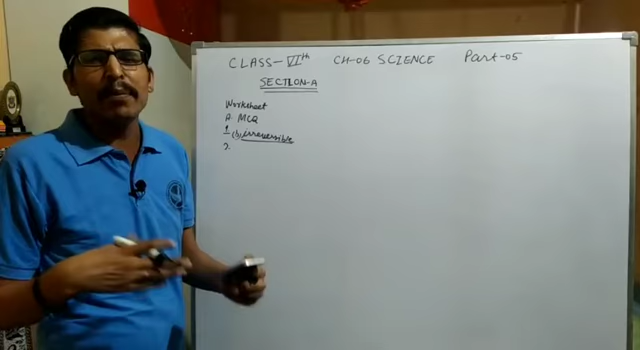 CLASS-VIth CH-06 SCIENCE Part-05
SECTION-A
Worksheet
A. MCQ
1. (b) irreversible
2.